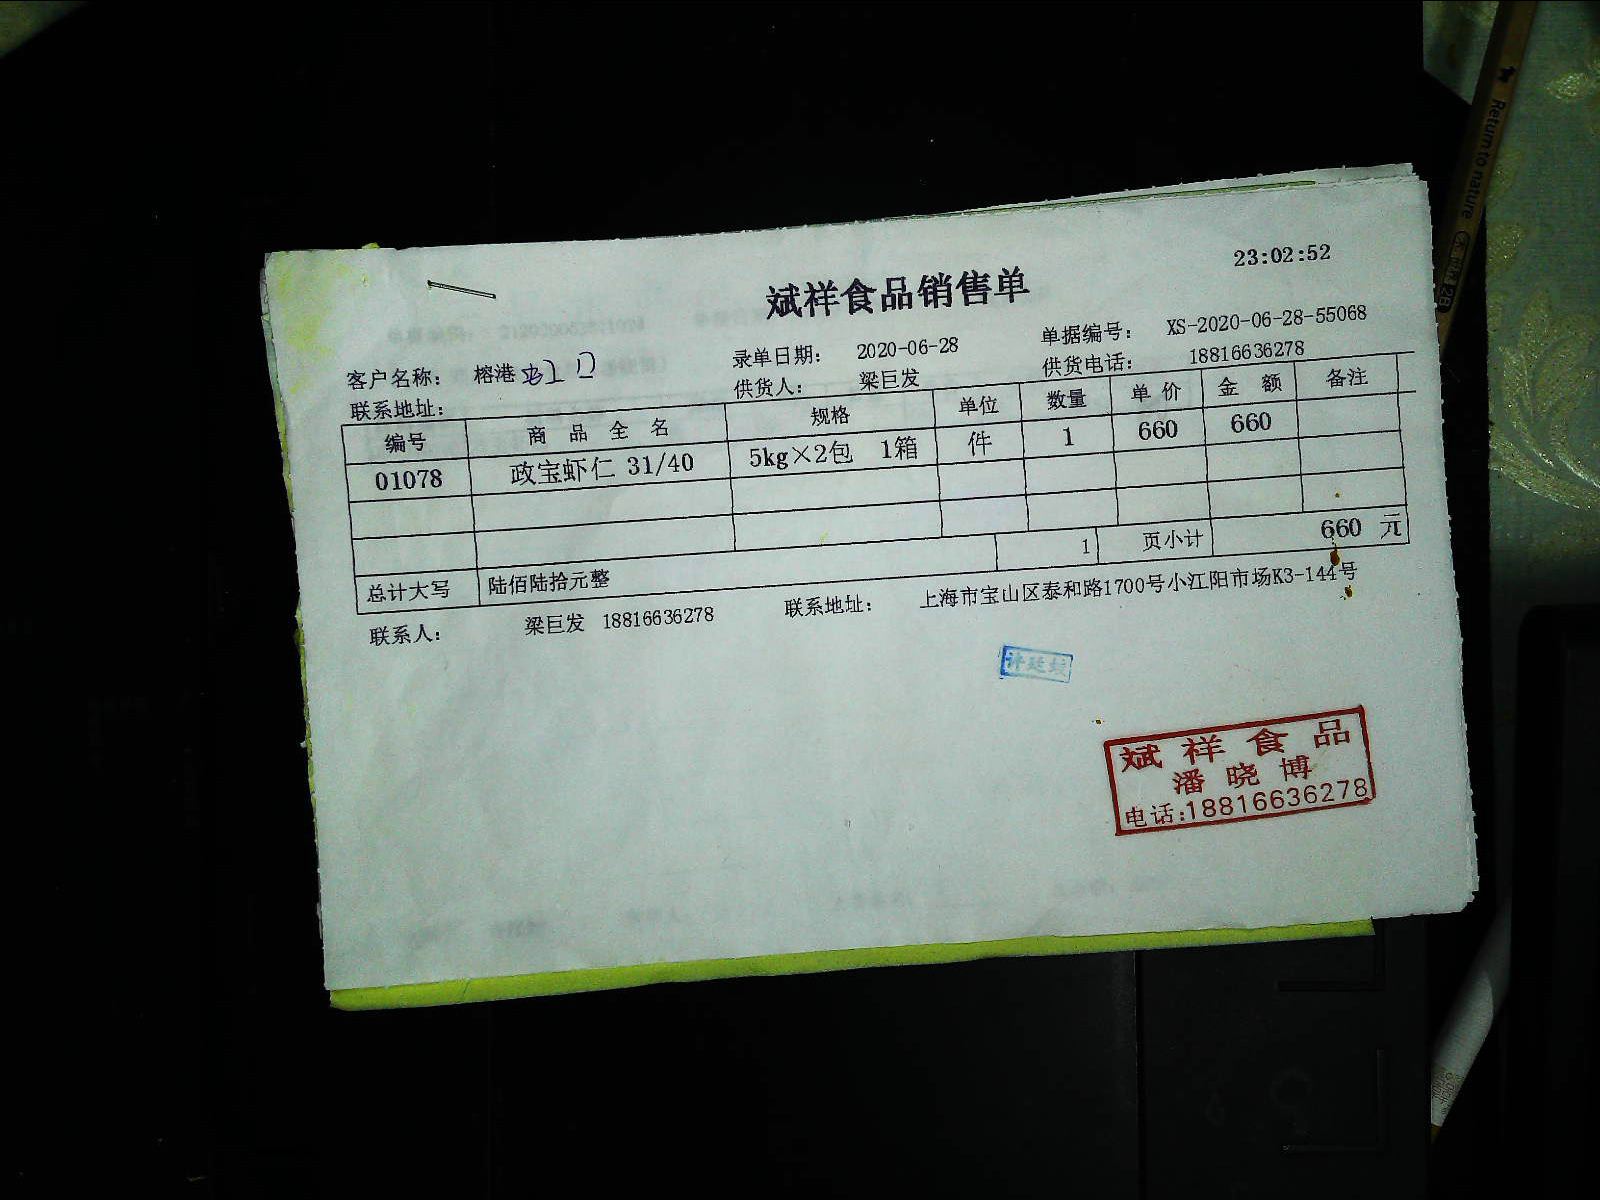 23:02:52
斌祥食品销售单
客户名称: 榕港 录单日期: 2020-06-28 单据编号: XS-2020-06-28-55068
联系地址: 供货人: 梁巨发 供货电话: 18816636278
编号 商品全名 规格 单位 数量 单价 金额 备注
01078 政宝虾仁 31/40 5kg×2包 1箱 件 1 660 660
1 页小计 660 元
总计大写 陆佰陆拾元整
联系人: 梁巨发 18816636278 联系地址: 上海市宝山区泰和路1700号小江阳市场K3-144号
斌祥食品
潘晓博
电话:18816636278
Return to nature
2B